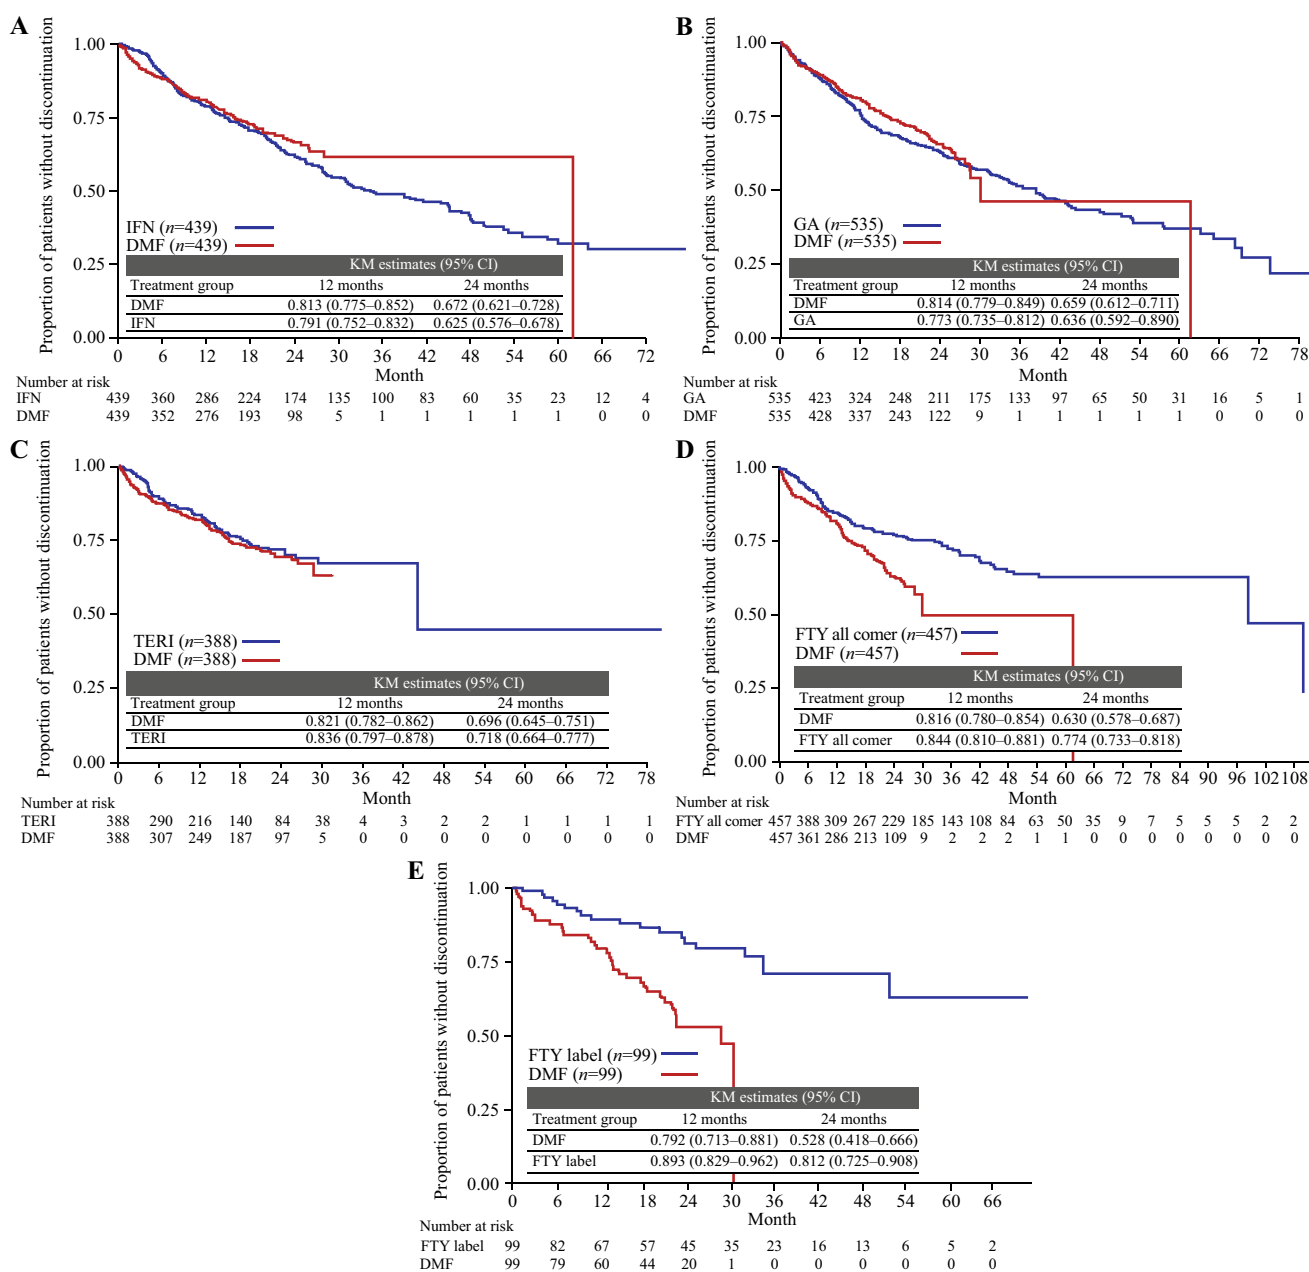 A
Proportion of patients without discontinuation
1.00
0.75
0.50
0.25
0.00
IFN (n=439)
DMF (n=439)
KM estimates (95% CI)
Treatment group 12 months 24 months
DMF 0.813 (0.775–0.852) 0.672 (0.621–0.728)
IFN 0.791 (0.752–0.832) 0.625 (0.576–0.678)
0 6 12 18 24 30 36 42 48 54 60 66 72
Month
Number at risk
IFN 439 360 286 224 174 135 100 83 60 35 23 12 4
DMF 439 352 276 193 98 5 1 1 1 1 1 0 0
B
Proportion of patients without discontinuation
1.00
0.75
0.50
0.25
0.00
GA (n=535)
DMF (n=535)
KM estimates (95% CI)
Treatment group 12 months 24 months
DMF 0.814 (0.779–0.849) 0.659 (0.612–0.711)
GA 0.773 (0.735–0.812) 0.636 (0.592–0.890)
0 6 12 18 24 30 36 42 48 54 60 66 72 78
Month
Number at risk
GA 535 423 324 248 211 175 133 97 65 50 31 16 5 1
DMF 535 428 337 243 122 9 1 1 1 1 1 0 0 0
C
Proportion of patients without discontinuation
1.00
0.75
0.50
0.25
0.00
TERI (n=388)
DMF (n=388)
KM estimates (95% CI)
Treatment group 12 months 24 months
DMF 0.821 (0.782–0.862) 0.696 (0.645–0.751)
TERI 0.836 (0.797–0.878) 0.718 (0.664–0.777)
0 6 12 18 24 30 36 42 48 54 60 66 72 78
Month
Number at risk
TERI 388 290 216 140 84 38 4 3 2 2 1 1 1 1
DMF 388 307 249 187 97 5 0 0 0 0 0 0 0 0
D
Proportion of patients without discontinuation
1.00
0.75
0.50
0.25
0.00
FTY all comer (n=457)
DMF (n=457)
KM estimates (95% CI)
Treatment group 12 months 24 months
DMF 0.816 (0.780–0.854) 0.630 (0.578–0.687)
FTY all comer 0.844 (0.810–0.881) 0.774 (0.733–0.818)
0 6 12 18 24 30 36 42 48 54 60 66 72 78 84 90 96 102 108
Month
Number at risk
FTY all comer 457 388 309 267 229 185 143 108 84 63 50 35 9 7 5 5 5 2 2
DMF 457 361 286 213 109 9 2 2 2 1 1 0 0 0 0 0 0 0 0
E
Proportion of patients without discontinuation
1.00
0.75
0.50
0.25
0.00
FTY label (n=99)
DMF (n=99)
KM estimates (95% CI)
Treatment group 12 months 24 months
DMF 0.792 (0.713–0.881) 0.528 (0.418–0.666)
FTY label 0.893 (0.829–0.962) 0.812 (0.725–0.908)
0 6 12 18 24 30 36 42 48 54 60 66
Month
Number at risk
FTY label 99 82 67 57 45 35 23 16 13 6 5 2
DMF 99 79 60 44 20 1 0 0 0 0 0 0